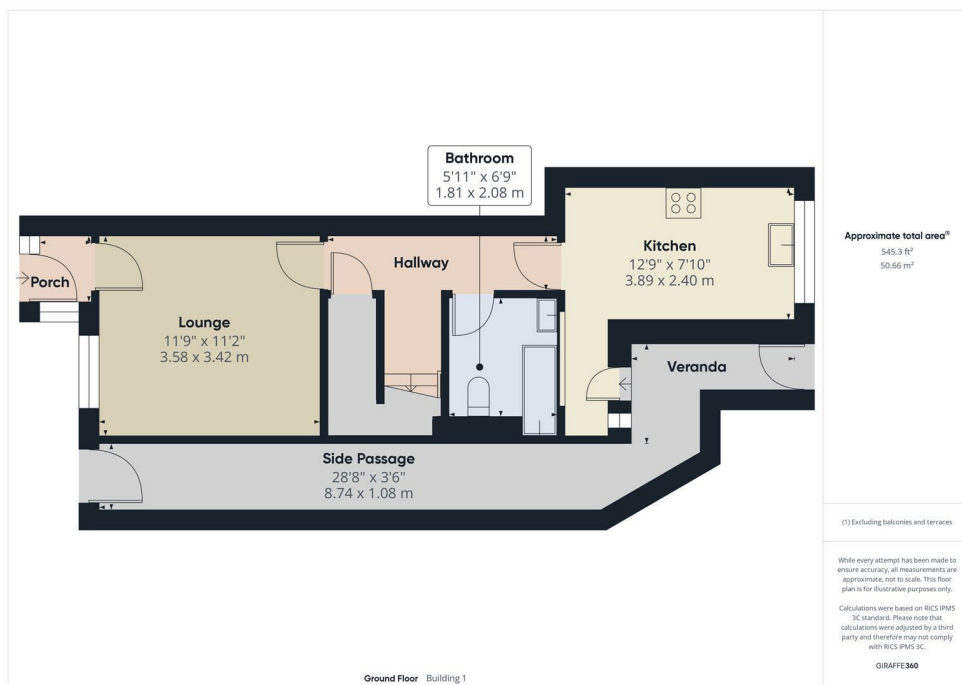 Bathroom
5'11" x 6'9"
1.81 x 2.08 m
Kitchen
12'9" x 7'10"
3.89 x 2.40 m
Hallway
Porch
Lounge
11'9" x 11'2"
3.58 x 3.42 m
Veranda
Side Passage
28'8" x 3'6"
8.74 x 1.08 m
Approximate total area⁽¹⁾
545.3 ft²
50.66 m²
(1) Excluding balconies and terraces
While every attempt has been made to
ensure accuracy, all measurements are
approximate, not to scale. This floor
plan is for illustrative purposes only.
Calculations were based on RICS IPMS
3C standard. Please note that
calculations were adjusted by a third
party and therefore may not comply
with RICS IPMS 3C.
GIRAFFE360
Ground Floor Building 1